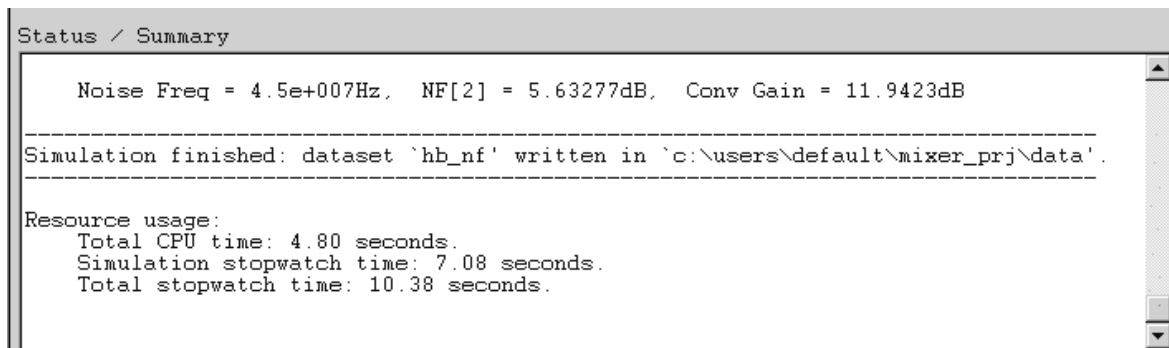 Status / Summary
Noise Freq = 4.5e+007Hz,  NF[2] = 5.63277dB,  Conv Gain = 11.9423dB
--------------------------------------------------------------------------------
Simulation finished: dataset `hb_nf' written in `c:\users\default\mixer_prj\data'.
--------------------------------------------------------------------------------
Resource usage:
Total CPU time: 4.80 seconds.
Simulation stopwatch time: 7.08 seconds.
Total stopwatch time: 10.38 seconds.